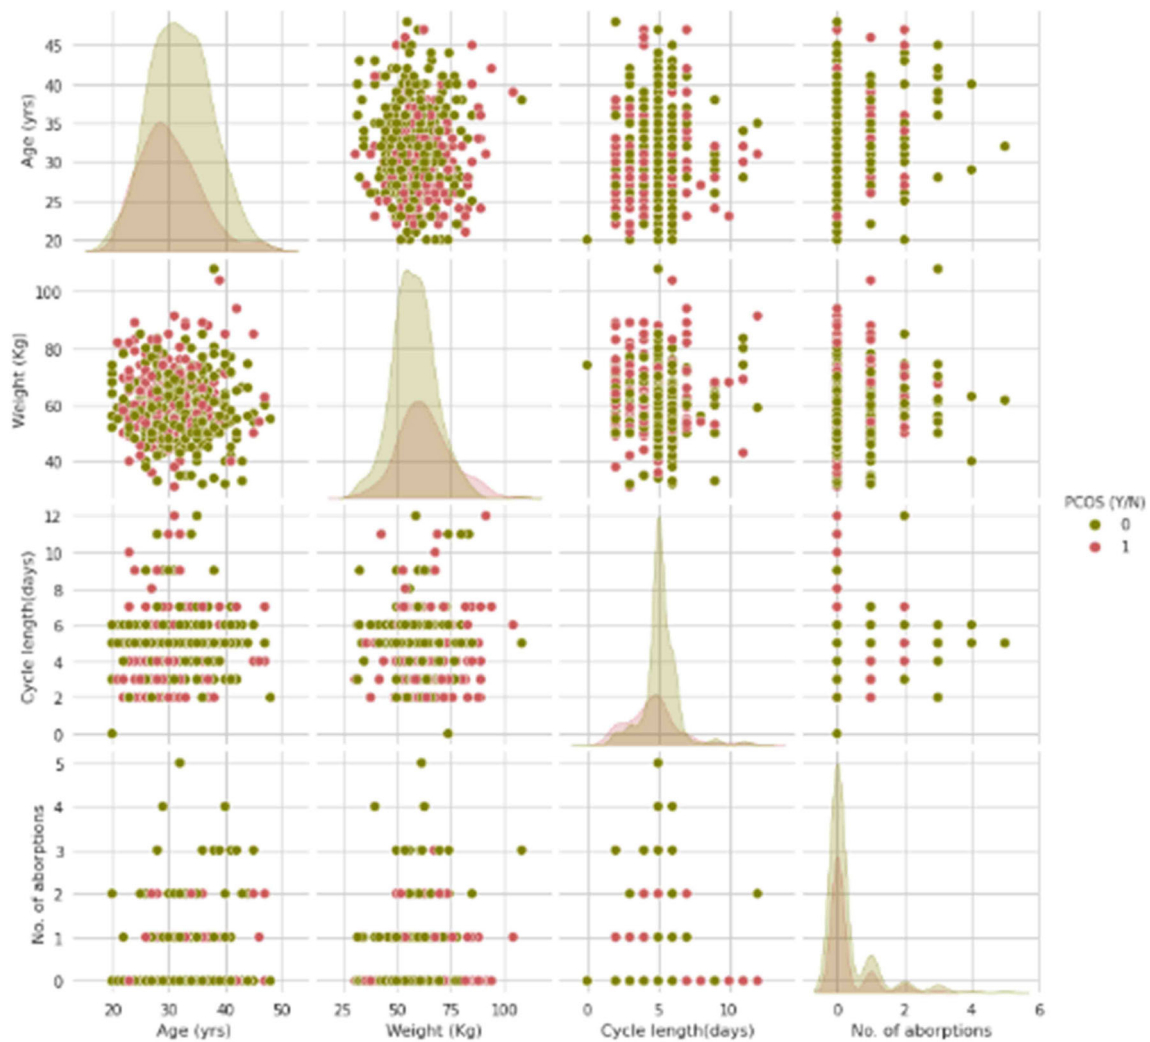 45
40
35
30
25
20
Age (yrs)
100
80
60
40
Weight (Kg)
12
10
8
6
4
2
0
Cycle length(days)
5
4
3
2
1
0
No. of aborptions
PCOS (Y/N)
0
1
20 30 40 50
25 50 75 100
0 5 10
0 2 4 6
Age (yrs)
Weight (Kg)
Cycle length(days)
No. of aborptions